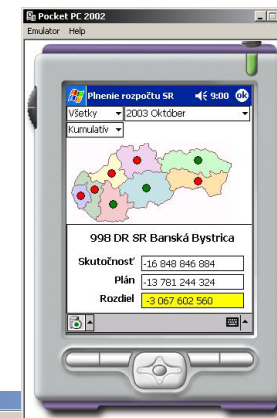 Pocket PC 2002
Emulator Help
Plnenie rozpočtu SR 9:00 ok
Všetky 2003 Október
Kumulatív
998 DR SR Banská Bystrica
Skutočnosť -16 848 846 884
Plán -13 781 244 324
Rozdiel -3 067 602 560